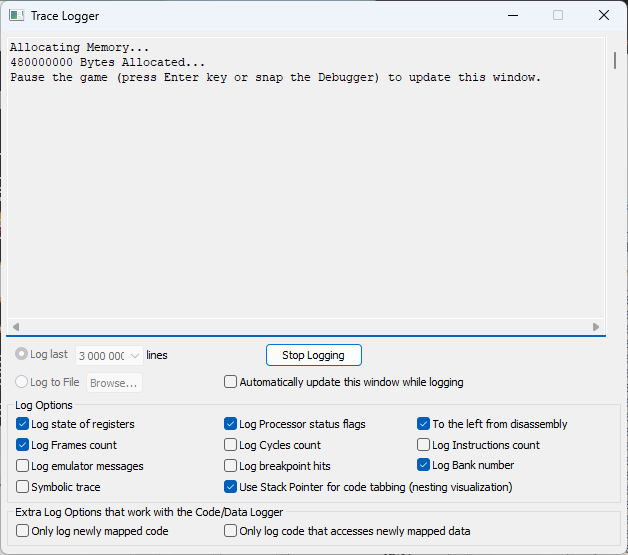 Trace Logger
Allocating Memory...
480000000 Bytes Allocated...
Pause the game (press Enter key or snap the Debugger) to update this window.
Log last 3 000 000 lines
Stop Logging
Log to File Browse...
Automatically update this window while logging
Log Options
Log state of registers
Log Processor status flags
To the left from disassembly
Log Frames count
Log Cycles count
Log Instructions count
Log emulator messages
Log breakpoint hits
Log Bank number
Symbolic trace
Use Stack Pointer for code tabbing (nesting visualization)
Extra Log Options that work with the Code/Data Logger
Only log newly mapped code
Only log code that accesses newly mapped data